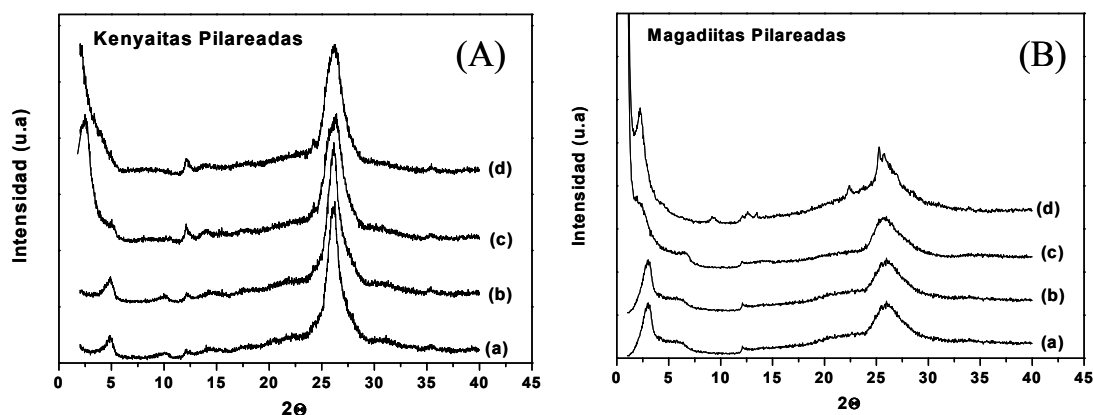 Kenyaitas Pilareadas
(A)
Intensidad (u.a)
(d)
(c)
(b)
(a)
0 5 10 15 20 25 30 35 40 45
2Θ
Magadiitas Pilareadas
(B)
Intensidad (u.a)
(d)
(c)
(b)
(a)
0 5 10 15 20 25 30 35 40 45
2Θ